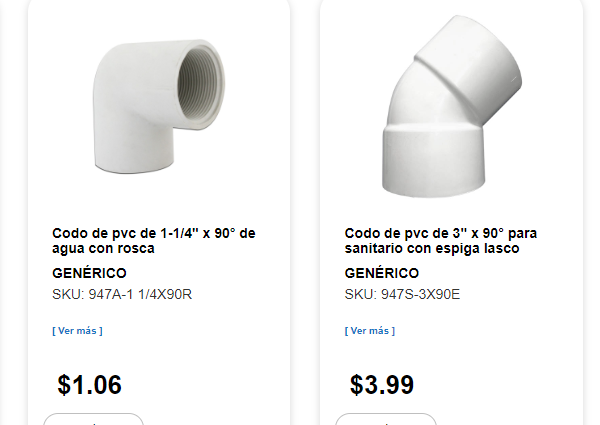 Codo de pvc de 1-1/4" x 90° de
agua con rosca
GENÉRICO
SKU: 947A-1 1/4X90R
[ Ver más ]
$1.06
Codo de pvc de 3" x 90° para
sanitario con espiga lasco
GENÉRICO
SKU: 947S-3X90E
[ Ver más ]
$3.99